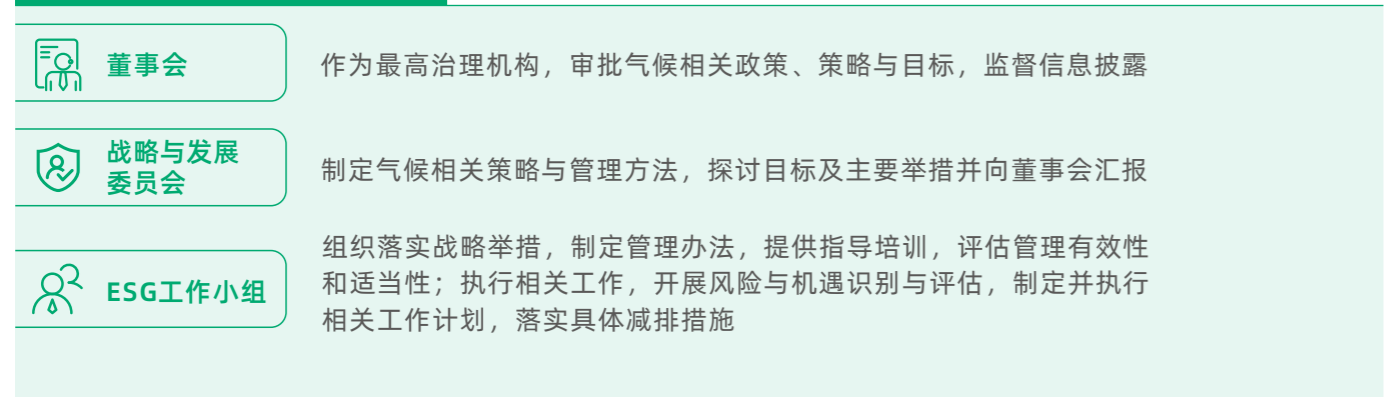 董事会
作为最高治理机构，审批气候相关政策、策略与目标，监督信息披露
战略与发展
委员会
制定气候相关策略与管理方法，探讨目标及主要举措并向董事会汇报
ESG工作小组
组织落实战略举措，制定管理办法，提供指导培训，评估管理有效性
和适当性；执行相关工作，开展风险与机遇识别与评估，制定并执行
相关工作计划，落实具体减排措施